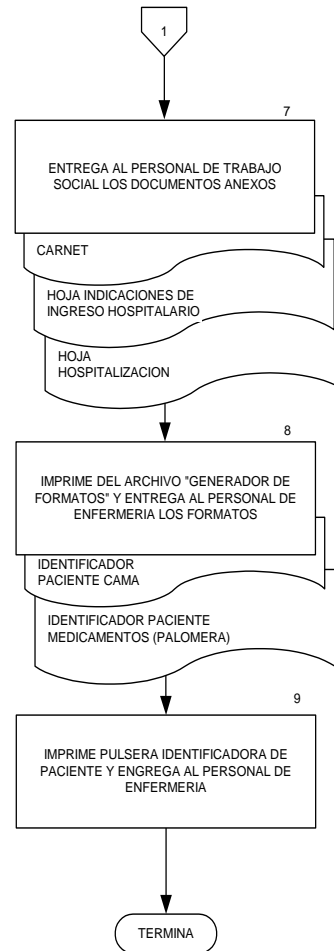 1
7
ENTREGA AL PERSONAL DE TRABAJO
SOCIAL LOS DOCUMENTOS ANEXOS
CARNET
HOJA INDICACIONES DE
INGRESO HOSPITALARIO
HOJA
HOSPITALIZACION
8
IMPRIME DEL ARCHIVO "GENERADOR DE
FORMATOS" Y ENTREGA AL PERSONAL DE
ENFERMERIA LOS FORMATOS
IDENTIFICADOR
PACIENTE CAMA
IDENTIFICADOR PACIENTE
MEDICAMENTOS (PALOMERA)
9
IMPRIME PULSERA IDENTIFICADORA DE
PACIENTE Y ENGREGA AL PERSONAL DE
ENFERMERIA
TERMINA